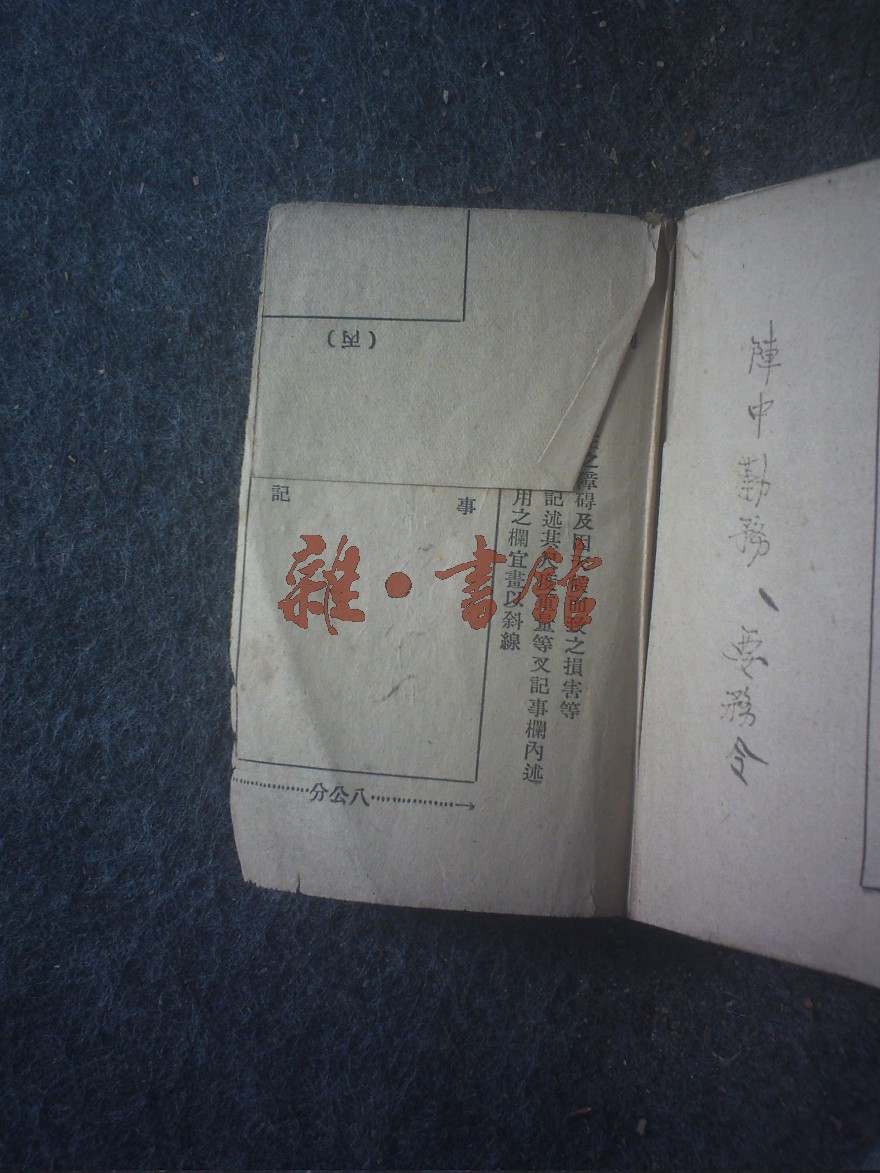 陣中勤務、要務令
之障碍及因
之損害等
記述其
等又記事欄內述
用之欄宜畫以斜線
事
記
(丙)
八公分
雜·書館